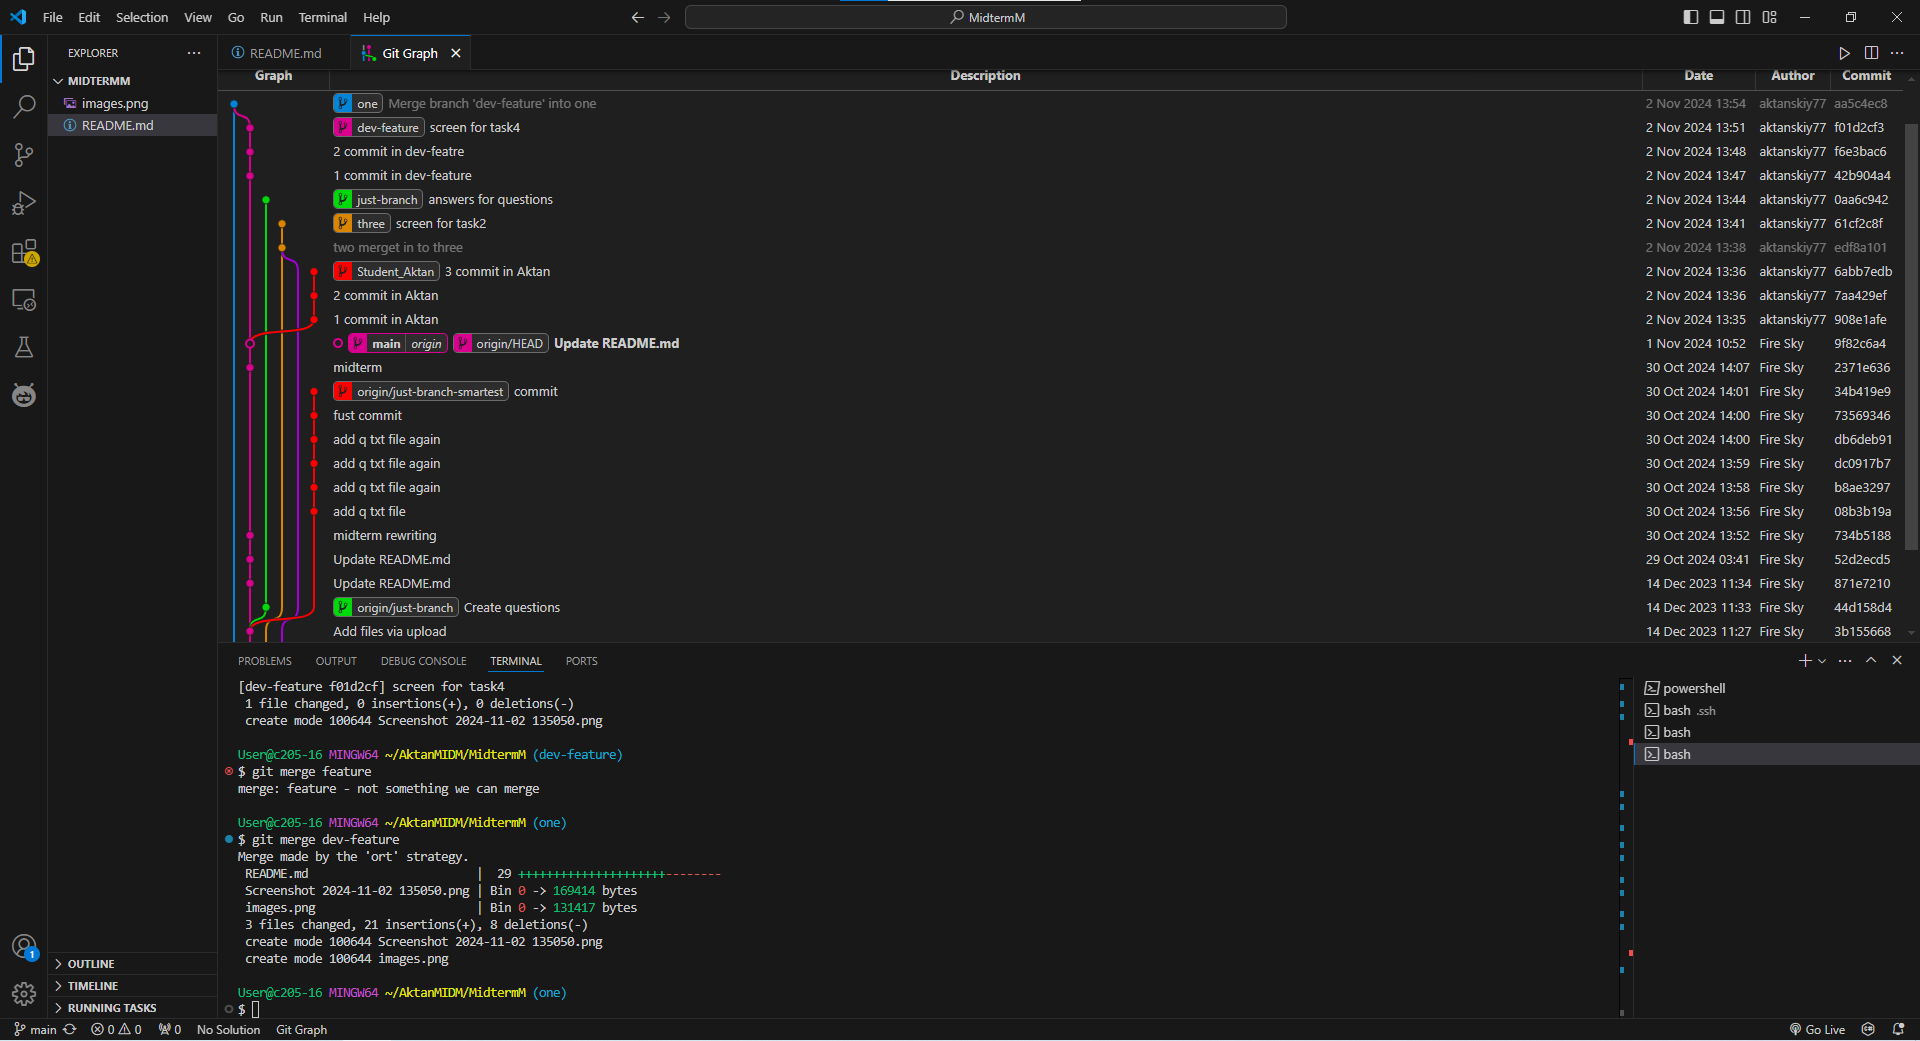 File Edit Selection View Go Run Terminal Help
MidtermM
EXPLORER
README.md
Git Graph
MIDTERMM
images.png
README.md
Graph Description Date Author Commit
one Merge branch 'dev-feature' into one 2 Nov 2024 13:54 aktanskiy77 aa5c4ec8
dev-feature screen for task4 2 Nov 2024 13:51 aktanskiy77 f01d2cf3
2 commit in dev-featre 2 Nov 2024 13:48 aktanskiy77 f6e3bac6
1 commit in dev-feature 2 Nov 2024 13:47 aktanskiy77 42b904a4
just-branch answers for questions 2 Nov 2024 13:44 aktanskiy77 0aa6c942
three screen for task2 2 Nov 2024 13:41 aktanskiy77 61cf2c8f
two merget in to three 2 Nov 2024 13:38 aktanskiy77 edf8a101
Student_Aktan 3 commit in Aktan 2 Nov 2024 13:36 aktanskiy77 6abb7edb
2 commit in Aktan 2 Nov 2024 13:36 aktanskiy77 7aa429ef
1 commit in Aktan 2 Nov 2024 13:35 aktanskiy77 908e1afe
main origin origin/HEAD Update README.md 1 Nov 2024 10:52 Fire Sky 9f82c6a4
midterm 30 Oct 2024 14:07 Fire Sky 2371e636
origin/just-branch-smartest commit 30 Oct 2024 14:01 Fire Sky 34b419e9
fust commit 30 Oct 2024 14:00 Fire Sky 73569346
add q txt file again 30 Oct 2024 14:00 Fire Sky db6deb91
add q txt file again 30 Oct 2024 13:59 Fire Sky dc0917b7
add q txt file again 30 Oct 2024 13:58 Fire Sky b8ae3297
add q txt file 30 Oct 2024 13:56 Fire Sky 08b3b19a
midterm rewriting 30 Oct 2024 13:52 Fire Sky 734b5188
Update README.md 29 Oct 2024 03:41 Fire Sky 52d2ecd5
Update README.md 14 Dec 2023 11:34 Fire Sky 871e7210
origin/just-branch Create questions 14 Dec 2023 11:33 Fire Sky 44d158d4
Add files via upload 14 Dec 2023 11:27 Fire Sky 3b155668
PROBLEMS OUTPUT DEBUG CONSOLE TERMINAL PORTS
[dev-feature f01d2cf] screen for task4
1 file changed, 0 insertions(+), 0 deletions(-)
create mode 100644 Screenshot 2024-11-02 135050.png
User@c205-16 MINGW64 ~/AktanMIDM/MidtermM (dev-feature)
$ git merge feature
merge: feature - not something we can merge
User@c205-16 MINGW64 ~/AktanMIDM/MidtermM (one)
$ git merge dev-feature
Merge made by the 'ort' strategy.
README.md | 29 +++++++++++++++++++++--------
Screenshot 2024-11-02 135050.png | Bin 0 -> 169414 bytes
images.png | Bin 0 -> 131417 bytes
3 files changed, 21 insertions(+), 8 deletions(-)
create mode 100644 Screenshot 2024-11-02 135050.png
create mode 100644 images.png
User@c205-16 MINGW64 ~/AktanMIDM/MidtermM (one)
$
powershell
bash .ssh
bash
bash
1
OUTLINE
TIMELINE
RUNNING TASKS
main 0 0 0 No Solution Git Graph Go Live